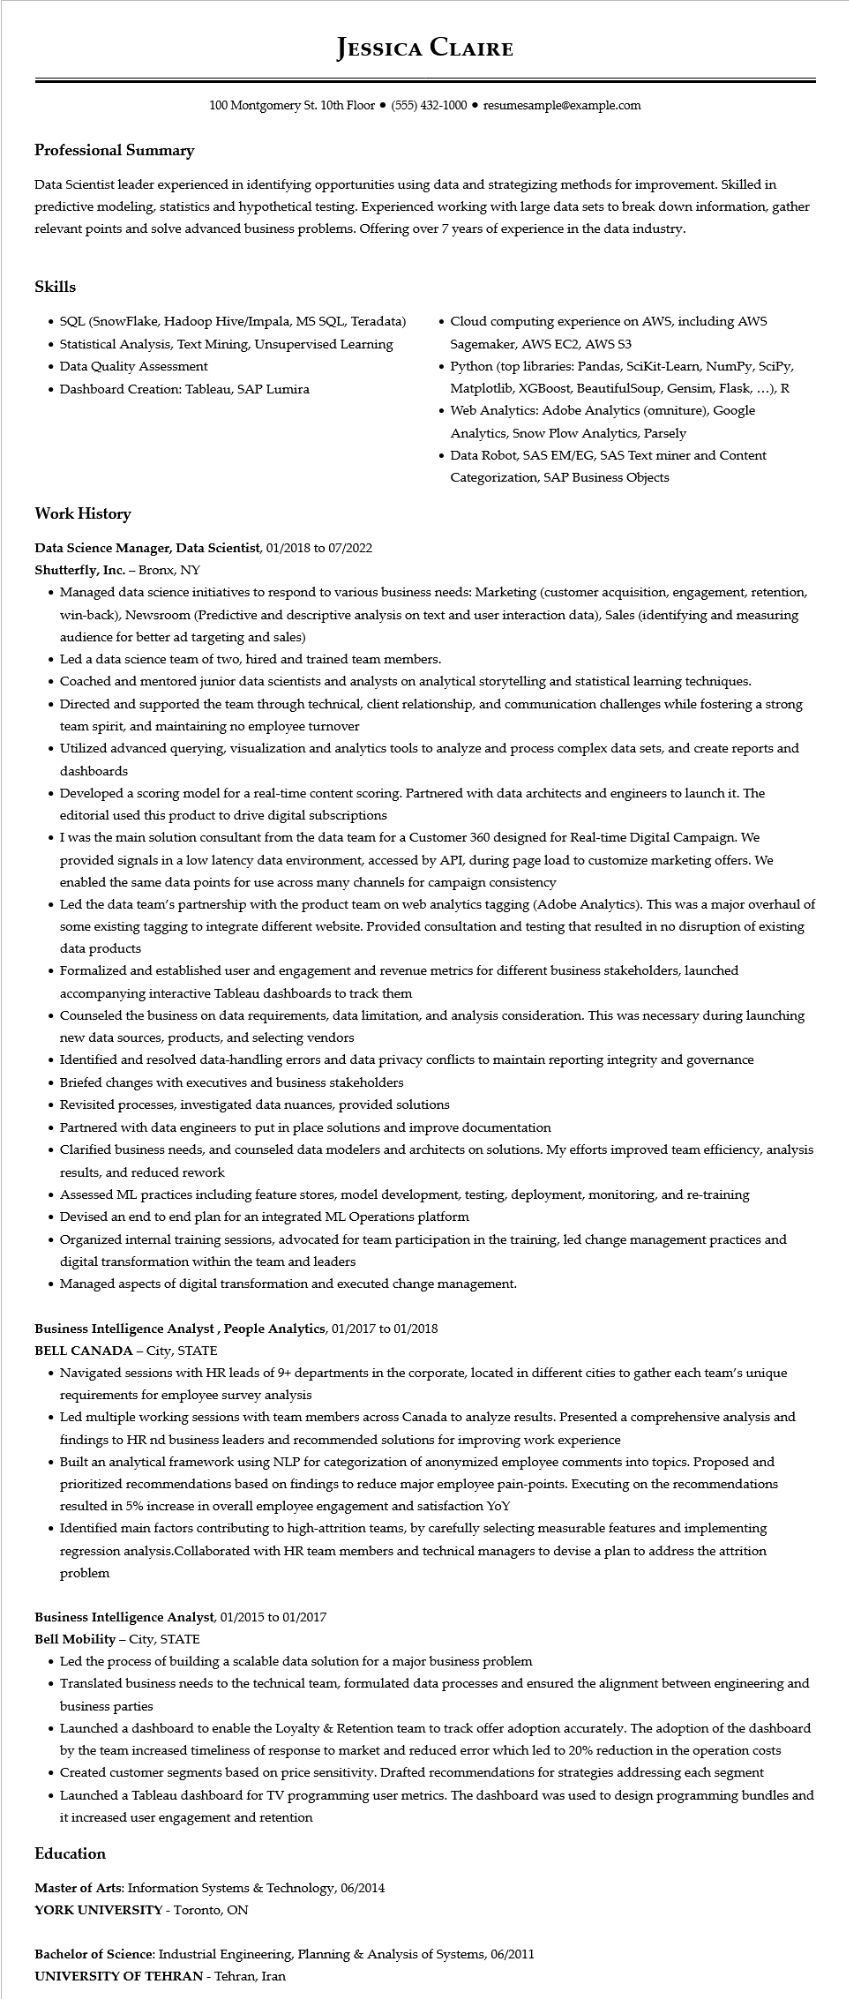 Jessica Claire
100 Montgomery St. 10th Floor ● (555) 432-1000 ● resumesample@example.com
Professional Summary
Data Scientist leader experienced in identifying opportunities using data and strategizing methods for improvement. Skilled in
predictive modeling, statistics and hypothetical testing. Experienced working with large data sets to break down information, gather
relevant points and solve advanced business problems. Offering over 7 years of experience in the data industry.
Skills
• SQL (SnowFlake, Hadoop Hive/Impala, MS SQL, Teradata)
• Statistical Analysis, Text Mining, Unsupervised Learning
• Data Quality Assessment
• Dashboard Creation: Tableau, SAP Lumira
• Cloud computing experience on AWS, including AWS
Sagemaker, AWS EC2, AWS S3
• Python (top libraries: Pandas, SciKit-Learn, NumPy, SciPy,
Matplotlib, XGBoost, BeautifulSoup, Gensim, Flask, …), R
• Web Analytics: Adobe Analytics (omniture), Google
Analytics, Snow Plow Analytics, Parsely
• Data Robot, SAS EM/EG, SAS Text miner and Content
Categorization, SAP Business Objects
Work History
Data Science Manager, Data Scientist, 01/2018 to 07/2022
Shutterfly, Inc. – Bronx, NY
• Managed data science initiatives to respond to various business needs: Marketing (customer acquisition, engagement, retention,
win-back), Newsroom (Predictive and descriptive analysis on text and user interaction data), Sales (identifying and measuring
audience for better ad targeting and sales)
• Led a data science team of two, hired and trained team members.
• Coached and mentored junior data scientists and analysts on analytical storytelling and statistical learning techniques.
• Directed and supported the team through technical, client relationship, and communication challenges while fostering a strong
team spirit, and maintaining no employee turnover
• Utilized advanced querying, visualization and analytics tools to analyze and process complex data sets, and create reports and
dashboards
• Developed a scoring model for a real-time content scoring. Partnered with data architects and engineers to launch it. The
editorial used this product to drive digital subscriptions
• I was the main solution consultant from the data team for a Customer 360 designed for Real-time Digital Campaign. We
provided signals in a low latency data environment, accessed by API, during page load to customize marketing offers. We
enabled the same data points for use across many channels for campaign consistency
• Led the data team's partnership with the product team on web analytics tagging (Adobe Analytics). This was a major overhaul of
some existing tagging to integrate different website. Provided consultation and testing that resulted in no disruption of existing
data products
• Formalized and established user and engagement and revenue metrics for different business stakeholders, launched
accompanying interactive Tableau dashboards to track them
• Counseled the business on data requirements, data limitation, and analysis consideration. This was necessary during launching
new data sources, products, and selecting vendors
• Identified and resolved data-handling errors and data privacy conflicts to maintain reporting integrity and governance
• Briefed changes with executives and business stakeholders
• Revisited processes, investigated data nuances, provided solutions
• Partnered with data engineers to put in place solutions and improve documentation
• Clarified business needs, and counseled data modelers and architects on solutions. My efforts improved team efficiency, analysis
results, and reduced rework
• Assessed ML practices including feature stores, model development, testing, deployment, monitoring, and re-training
• Devised an end to end plan for an integrated ML Operations platform
• Organized internal training sessions, advocated for team participation in the training, led change management practices and
digital transformation within the team and leaders
• Managed aspects of digital transformation and executed change management.
Business Intelligence Analyst , People Analytics, 01/2017 to 01/2018
BELL CANADA – City, STATE
• Navigated sessions with HR leads of 9+ departments in the corporate, located in different cities to gather each team's unique
requirements for employee survey analysis
• Led multiple working sessions with team members across Canada to analyze results. Presented a comprehensive analysis and
findings to HR nd business leaders and recommended solutions for improving work experience
• Built an analytical framework using NLP for categorization of anonymized employee comments into topics. Proposed and
prioritized recommendations based on findings to reduce major employee pain-points. Executing on the recommendations
resulted in 5% increase in overall employee engagement and satisfaction YoY
• Identified main factors contributing to high-attrition teams, by carefully selecting measurable features and implementing
regression analysis.Collaborated with HR team members and technical managers to devise a plan to address the attrition
problem
Business Intelligence Analyst, 01/2015 to 01/2017
Bell Mobility – City, STATE
• Led the process of building a scalable data solution for a major business problem
• Translated business needs to the technical team, formulated data processes and ensured the alignment between engineering and
business parties
• Launched a dashboard to enable the Loyalty & Retention team to track offer adoption accurately. The adoption of the dashboard
by the team increased timeliness of response to market and reduced error which led to 20% reduction in the operation costs
• Created customer segments based on price sensitivity. Drafted recommendations for strategies addressing each segment
• Launched a Tableau dashboard for TV programming user metrics. The dashboard was used to design programming bundles and
it increased user engagement and retention
Education
Master of Arts: Information Systems & Technology, 06/2014
YORK UNIVERSITY - Toronto, ON
Bachelor of Science: Industrial Engineering, Planning & Analysis of Systems, 06/2011
UNIVERSITY OF TEHRAN - Tehran, Iran